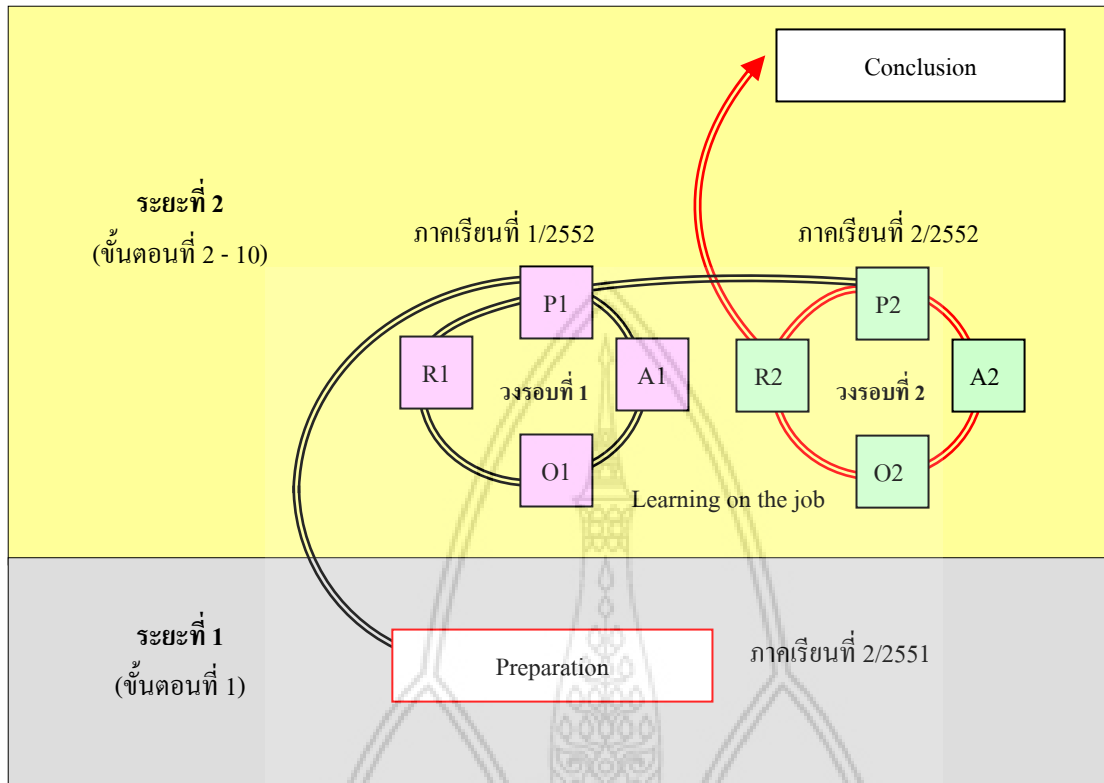 Conclusion
ระยะที่ 2
(ขั้นตอนที่ 2 - 10)
ภาคเรียนที่ 1/2552
ภาคเรียนที่ 2/2552
P1
P2
R1
วงรอบที่ 1
A1
R2
วงรอบที่ 2
A2
O1
O2
Learning on the job
ระยะที่ 1
(ขั้นตอนที่ 1)
Preparation
ภาคเรียนที่ 2/2551